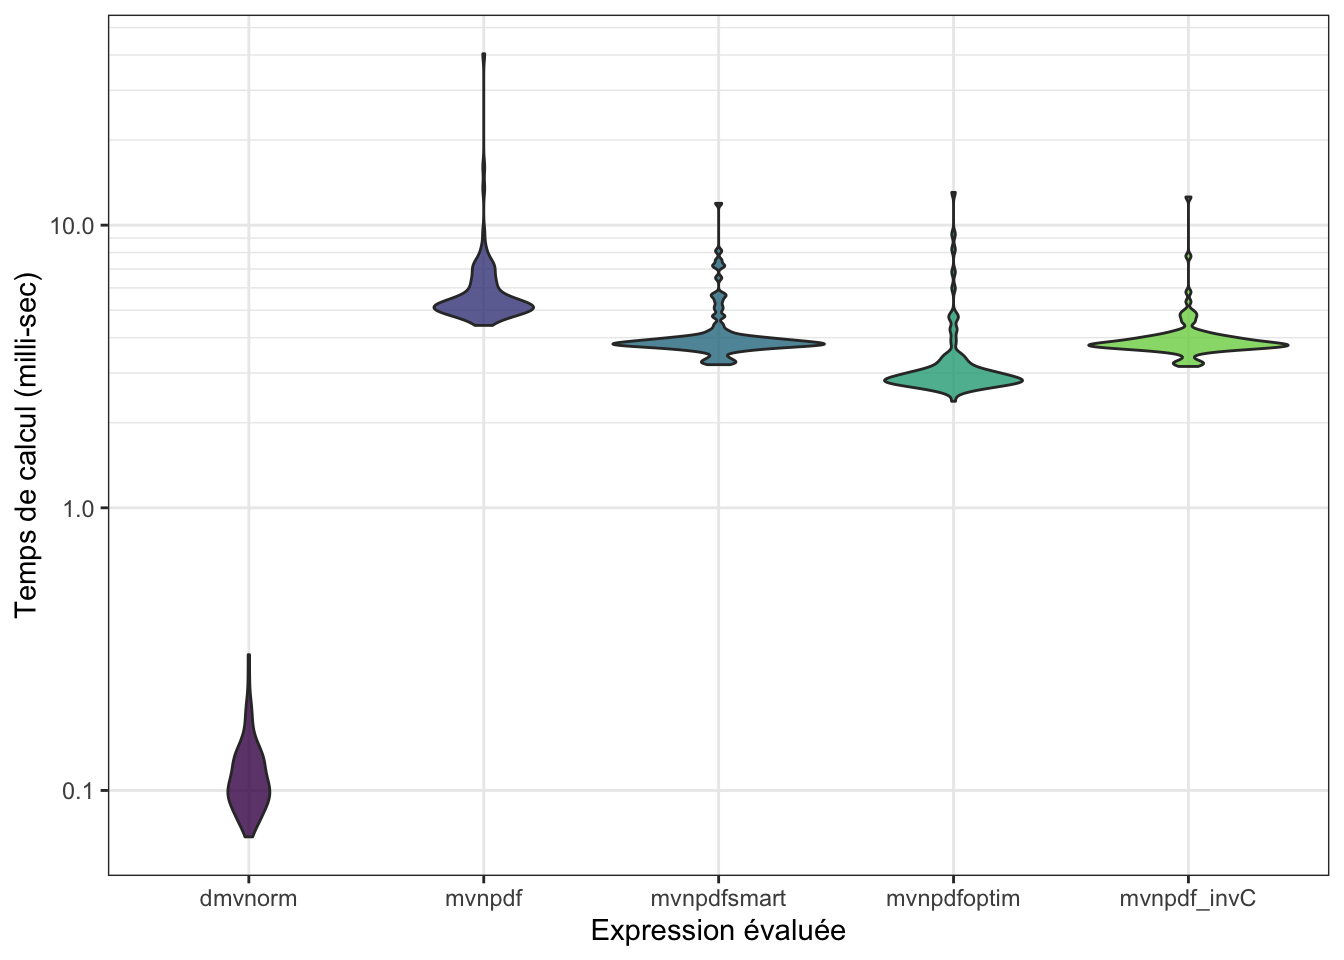 Temps de calcul (milli-sec)
10.0
1.0
0.1
dmvnorm
mvnpdf
mvnpdfsmart
mvnpdfoptim
mvnpdf_invC
Expression évaluée